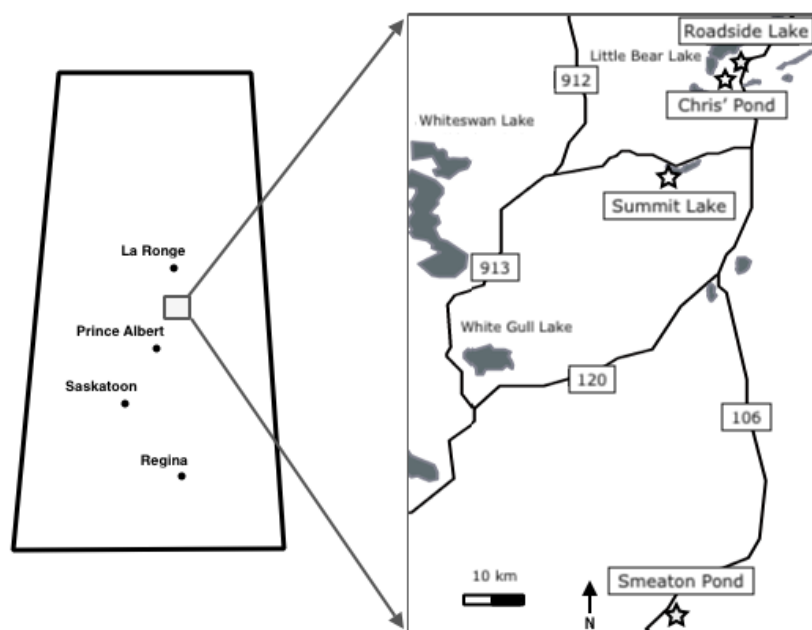 La Ronge
Prince Albert
Saskatoon
Regina
Roadside Lake
Little Bear Lake
912
Chris' Pond
Whiteswan Lake
Summit Lake
913
White Gull Lake
120
106
Smeaton Pond
10 km
N